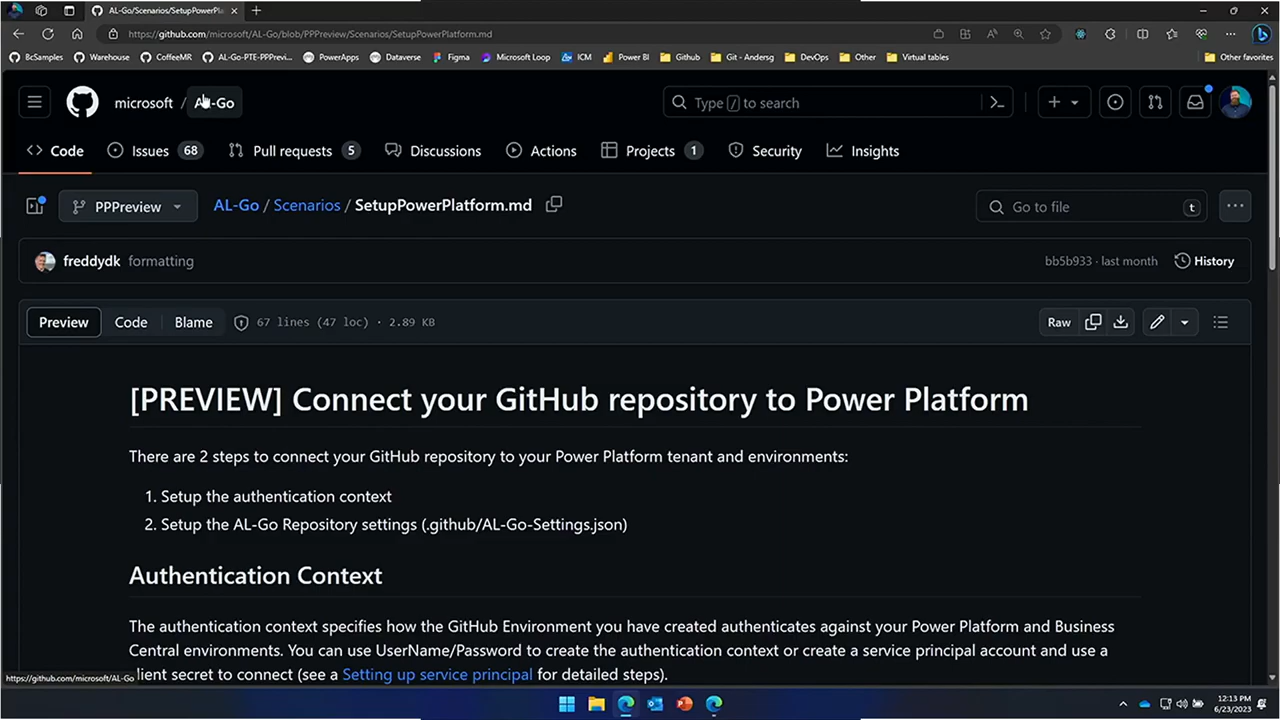 AL-Go/Scenarios/SetupPowerPla
https://github.com/microsoft/AL-Go/blob/PPPreview/Scenarios/SetupPowerPlatform.md
BcSamples Warehouse CoffeeMR AL-Go-PTE-PPPrevi... PowerApps Dataverse Figma Microsoft Loop ICM Power BI Github Git - Andersg DevOps Other Virtual tables Other favorites
microsoft / AL-Go Type / to search
Code Issues 68 Pull requests 5 Discussions Actions Projects 1 Security Insights
PPPreview AL-Go / Scenarios / SetupPowerPlatform.md Go to file t
freddydk formatting bb5b933 · last month History
Preview Code Blame 67 lines (47 loc) · 2.89 KB Raw
[PREVIEW] Connect your GitHub repository to Power Platform
There are 2 steps to connect your GitHub repository to your Power Platform tenant and environments:
1. Setup the authentication context
2. Setup the AL-Go Repository settings (.github/AL-Go-Settings.json)
Authentication Context
The authentication context specifies how the GitHub Environment you have created authenticates against your Power Platform and Business
Central environments. You can use UserName/Password to create the authentication context or create a service principal account and use a
client secret to connect (see a Setting up service principal for detailed steps).
https://github.com/microsoft/AL-Go
12:13 PM
6/23/2023